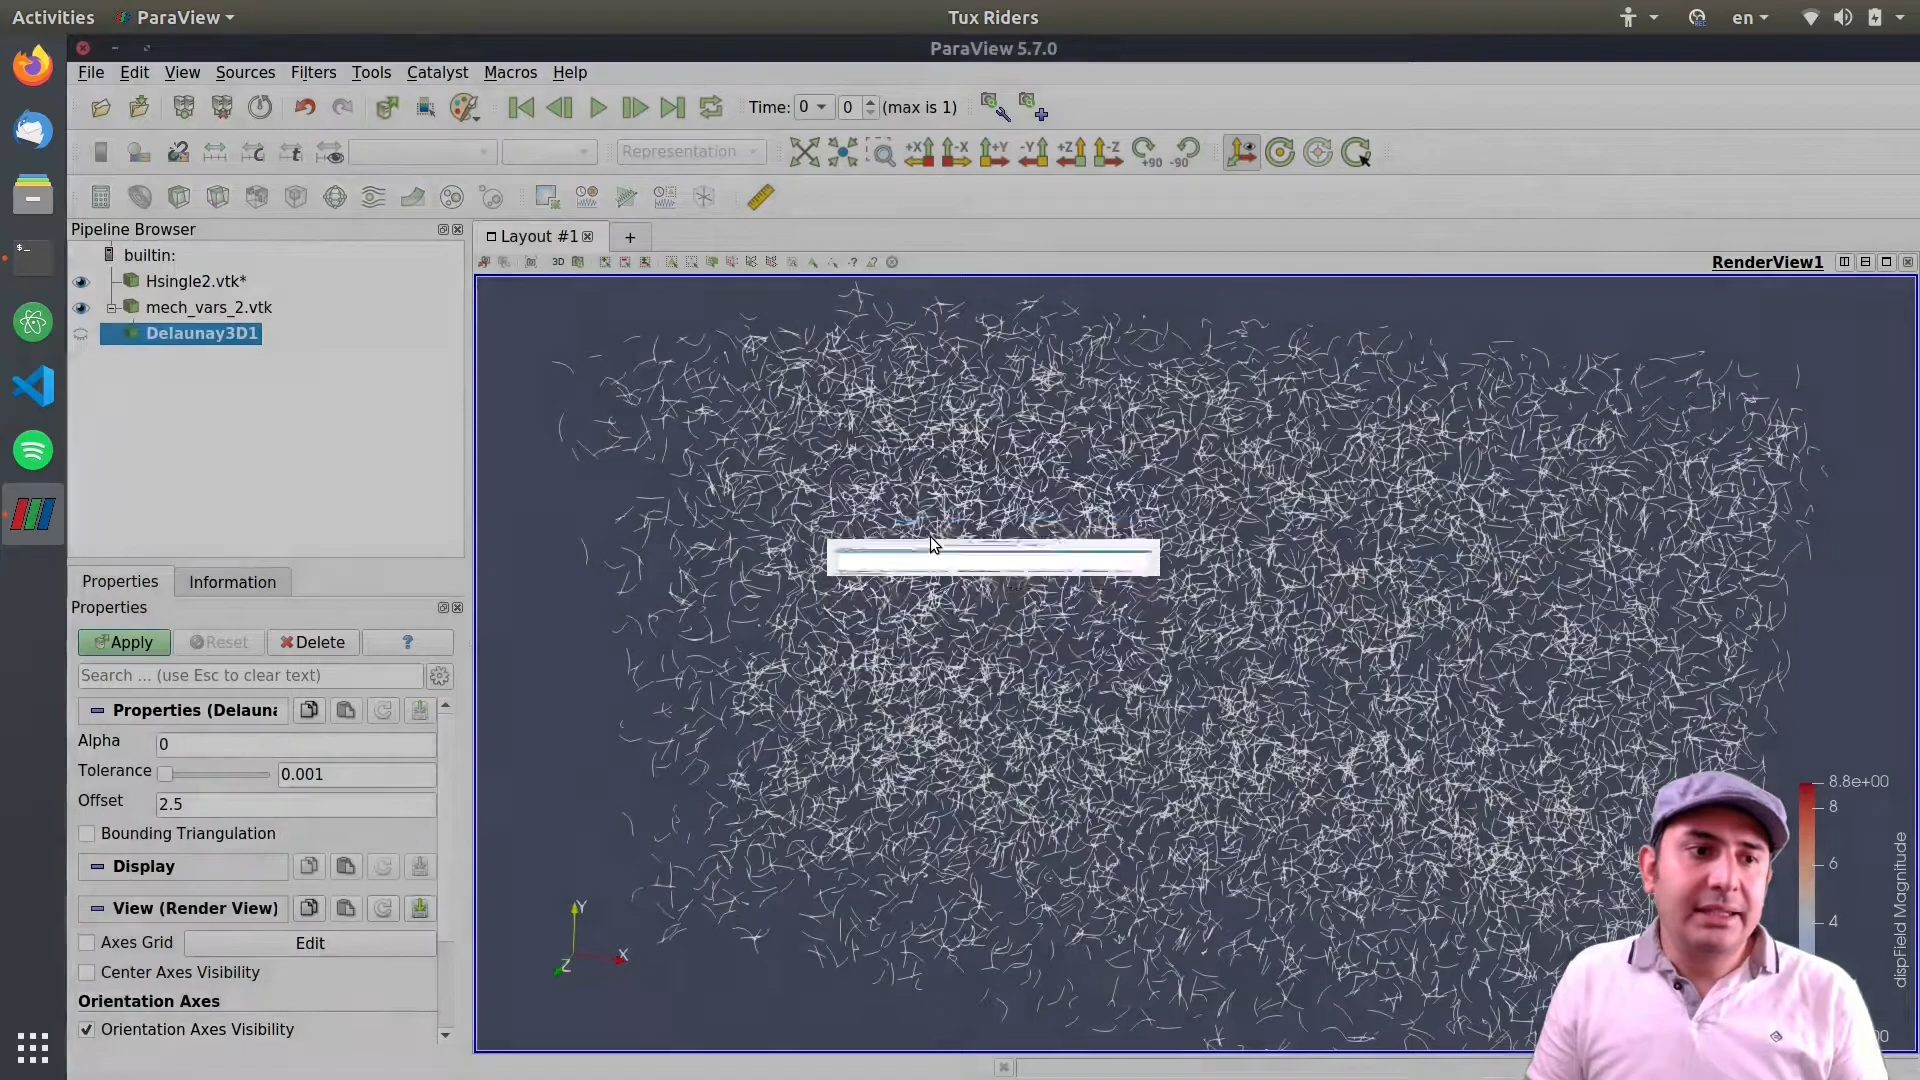 Activities
ParaView
Tux Riders
en
ParaView 5.7.0
File Edit View Sources Filters Tools Catalyst Macros Help
Time: 0 0 (max is 1)
Representation
+X -X +Y -Y +Z -Z +90 -90
Pipeline Browser
Layout #1
+
builtin:
3D
RenderView1
Hsingle2.vtk*
mech_vars_2.vtk
Delaunay3D1
Properties Information
Properties
Apply Reset Delete ?
Search ... (use Esc to clear text)
Properties (Delauna
Alpha 0
Tolerance 0.001
Offset 2.5
Bounding Triangulation
Display
View (Render View)
Axes Grid Edit
Center Axes Visibility
Orientation Axes
Orientation Axes Visibility
Y
X
Z
8.8e+00
8
6
4
dispField Magnitude